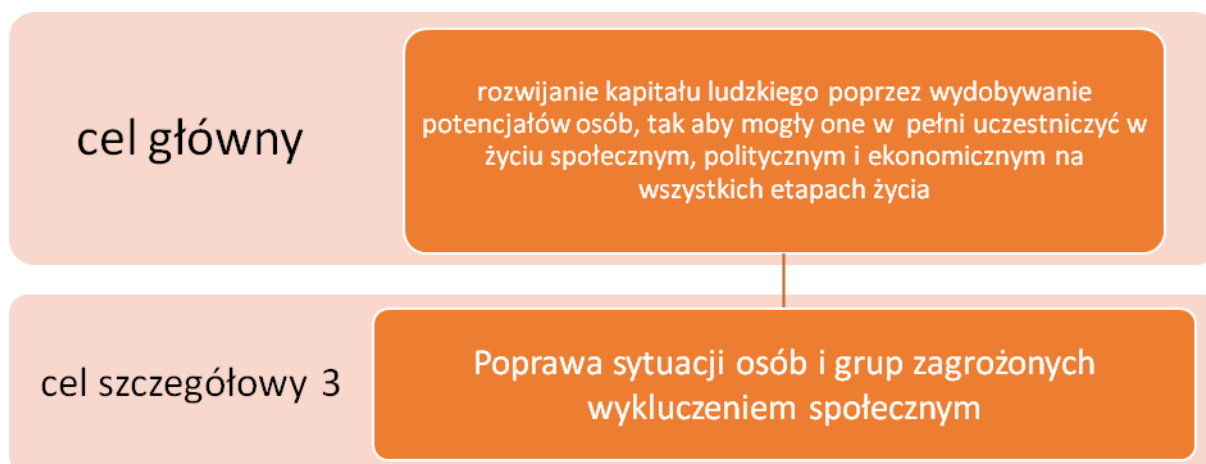 cel główny
rozwijanie kapitału ludzkiego poprzez wydobywanie
potencjałów osób, tak aby mogły one w pełni uczestniczyć w
życiu społecznym, politycznym i ekonomicznym na
wszystkich etapach życia
cel szczegółowy 3
Poprawa sytuacji osób i grup zagrożonych
wykluczeniem społecznym